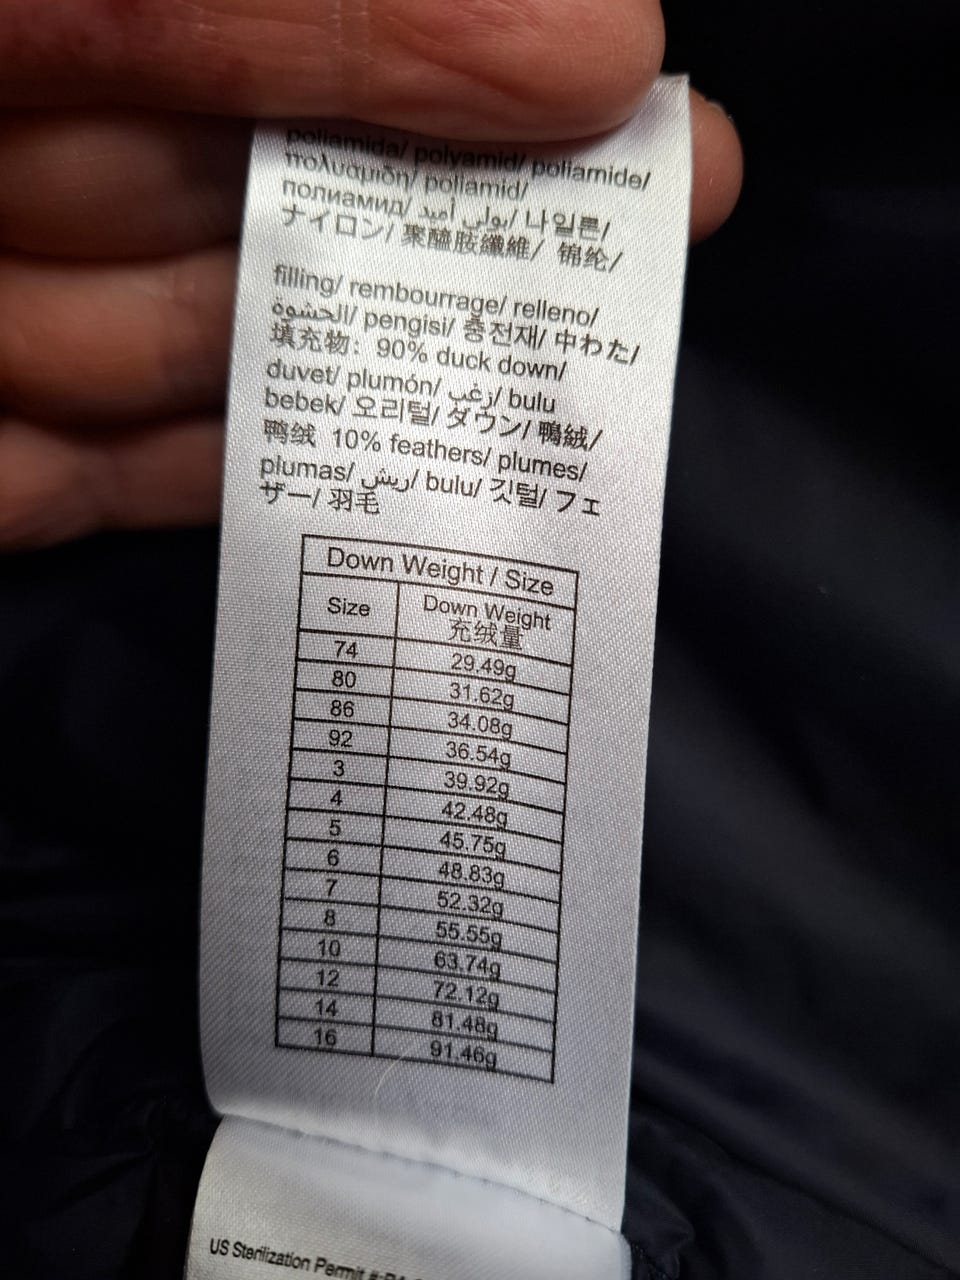 poliamida/ polyamid/ poliamide/
πολυαμιδη/ poliamid/
полиамид/ بولي أميد/ 나일론/
ナイロン/ 聚醯胺纖維/ 锦纶/
filling/ rembourrage/ relleno/
الحشوة/ pengisi/ 충전재/ 中わた/
填充物: 90% duck down/
duvet/ plumón/ زغب/ bulu
bebek/ 오리털/ ダウン/ 鴨絨/
鸭绒 10% feathers/ plumes/
plumas/ ريش/ bulu/ 깃털/ フェ
ザー/ 羽毛
Down Weight / Size
Size Down Weight
充绒量
74 29.49g
80 31.62g
86 34.08g
92 36.54g
3 39.92g
4 42.48g
5 45.75g
6 48.83g
7 52.32g
8 55.55g
10 63.74g
12 72.12g
14 81.48g
16 91.46g
US Sterilization Permit #: